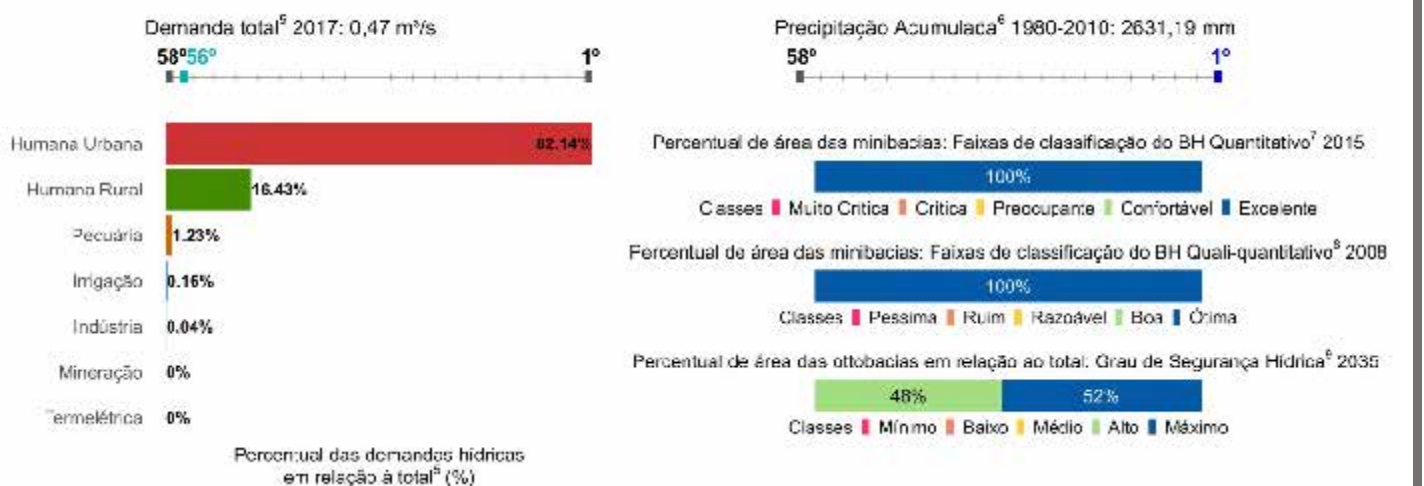 Demanda total⁵ 2017: 0,47 m³/s
58º56º 1º
Humana Urbana 82.14%
Humana Rural 16.43%
Pecuária 1.23%
Irrigação 0.16%
Indústria 0.04%
Mineração 0%
Termelétrica 0%
Percentual das demandas hídricas
em relação à total⁵ (%)
Precipitação Acumulada⁶ 1980-2010: 2631,19 mm
58º 1º
Percentual de área das minibacias: Faixas de classificação do BH Quantitativo⁷ 2015
100%
Classes Muito Crítica Crítica Preocupante Confortável Excelente
Percentual de área das minibacias: Faixas de classificação do BH Quali-quantitativo⁸ 2008
100%
Classes Péssima Ruim Razoável Boa Ótima
Percentual de área das ottobacias em relação ao total: Grau de Segurança Hídrica⁹ 2035
48% 52%
Classes Mínimo Baixo Médio Alto Máximo